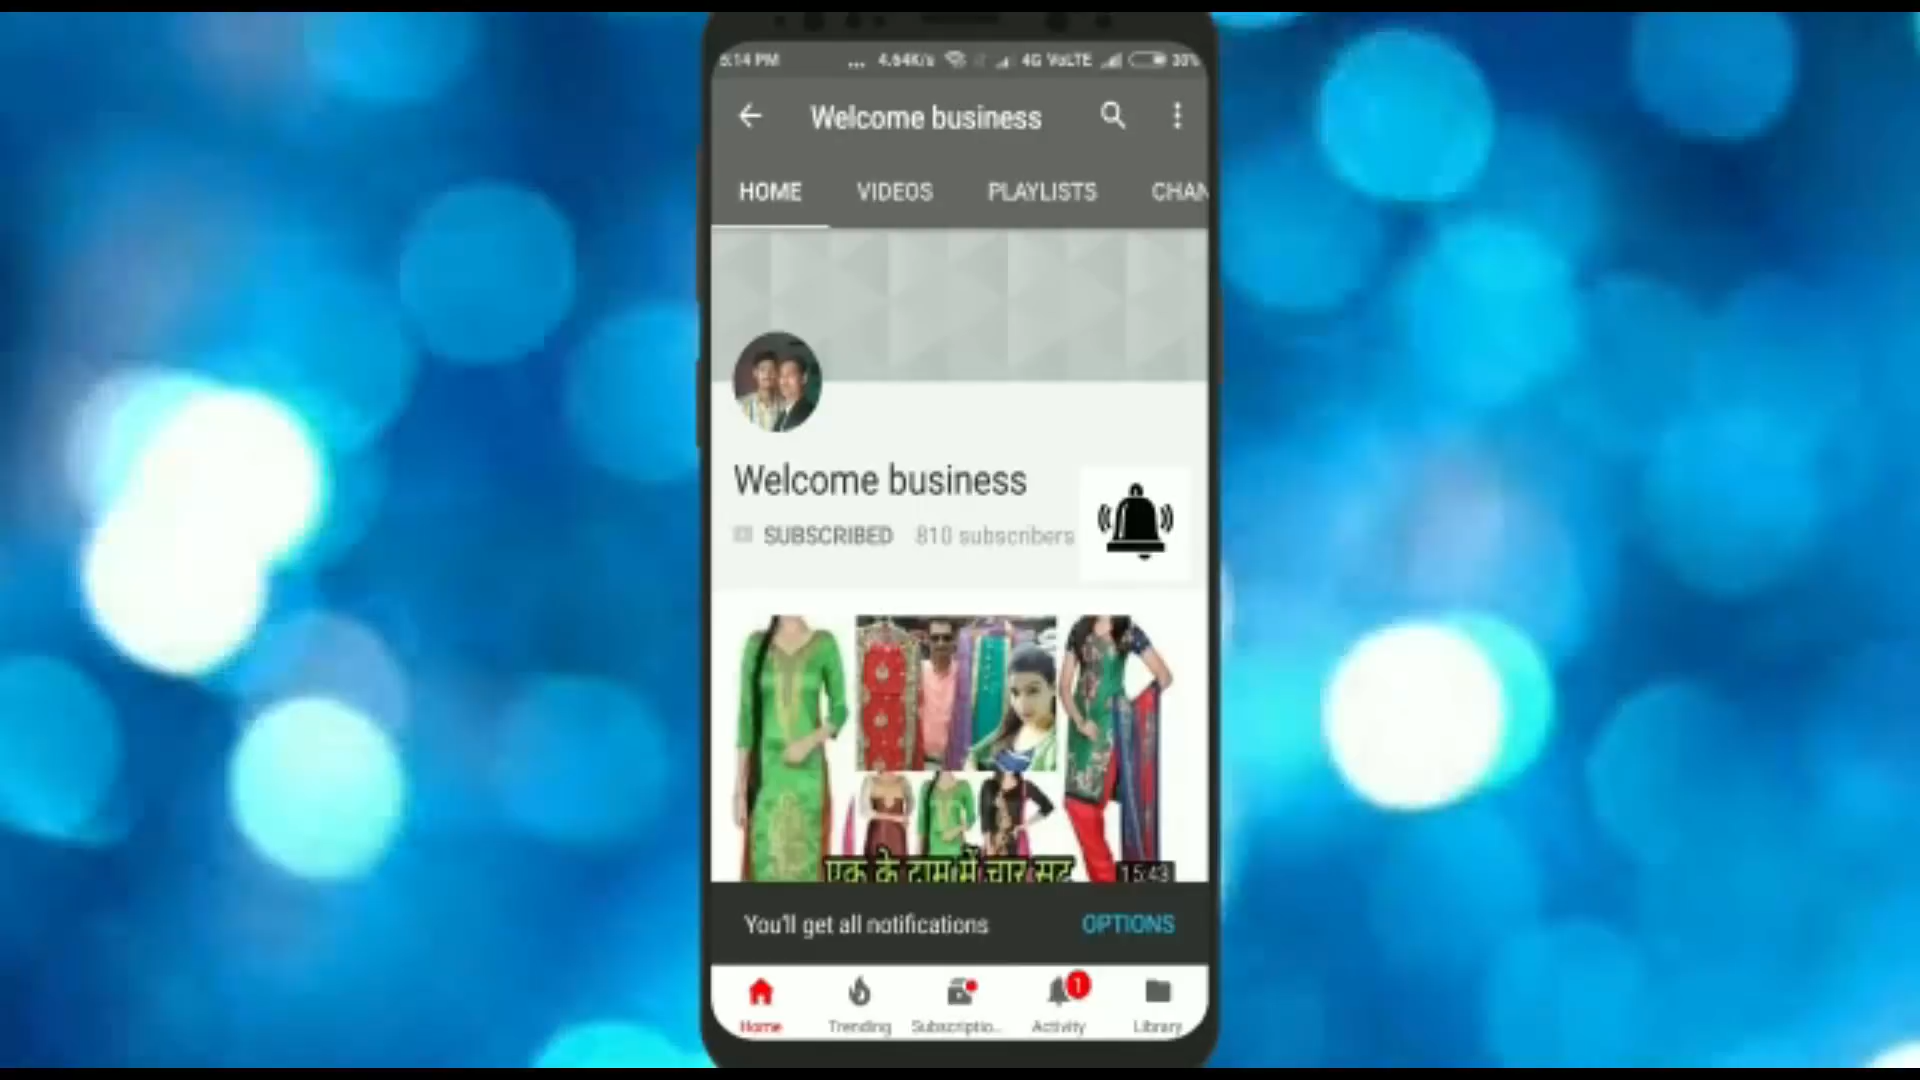 5:14 PM ... 4.64K/s 4G VoLTE 30%
Welcome business
HOME VIDEOS PLAYLISTS CHAN
Welcome business
SUBSCRIBED 810 subscribers
एक के दाम में चार सूट
15:43
You'll get all notifications OPTIONS
1
Home Trending Subscriptio... Activity Library